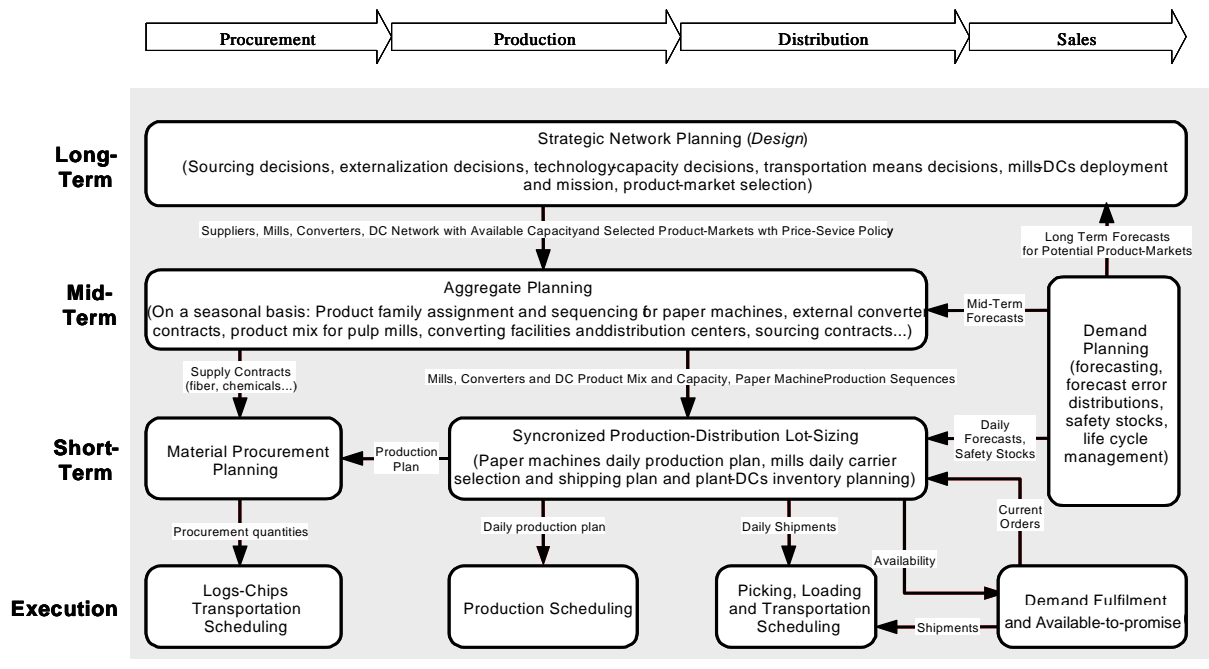 Procurement
Production
Distribution
Sales
Long-
Term
Strategic Network Planning (Design)
(Sourcing decisions, externalization decisions, technology-capacity decisions, transportation means decisions, mills-DCs deployment
and mission, product-market selection)
Suppliers, Mills, Converters, DC Network with Available Capacityand Selected Product-Markets wth Price-Sevice Policy
Long Term Forecasts
for Potential Product-Markets
Mid-
Term
Aggregate Planning
(On a seasonal basis: Product family assignment and sequencing for paper machines, external converter
contracts, product mix for pulp mills, converting facilities anddistribution centers, sourcing contracts...)
Mid-Term
Forecasts
Demand
Planning
(forecasting,
forecast error
distributions,
safety stocks,
life cycle
management)
Supply Contracts
(fiber, chemicals...)
Mills, Converters and DC Product Mix and Capacity, Paper MachineProduction Sequences
Short-
Term
Material Procurement
Planning
Production
Plan
Syncronized Production-Distribution Lot-Sizing
(Paper machines daily production plan, mills daily carrier
selection and shipping plan and plant-DCs inventory planning)
Daily
Forecasts,
Safety Stocks
Procurement quantities
Daily production plan
Daily Shipments
Availability
Current
Orders
Execution
Logs-Chips
Transportation
Scheduling
Production Scheduling
Picking, Loading
and Transportation
Scheduling
Shipments
Demand Fulfilment
and Available-to-promise